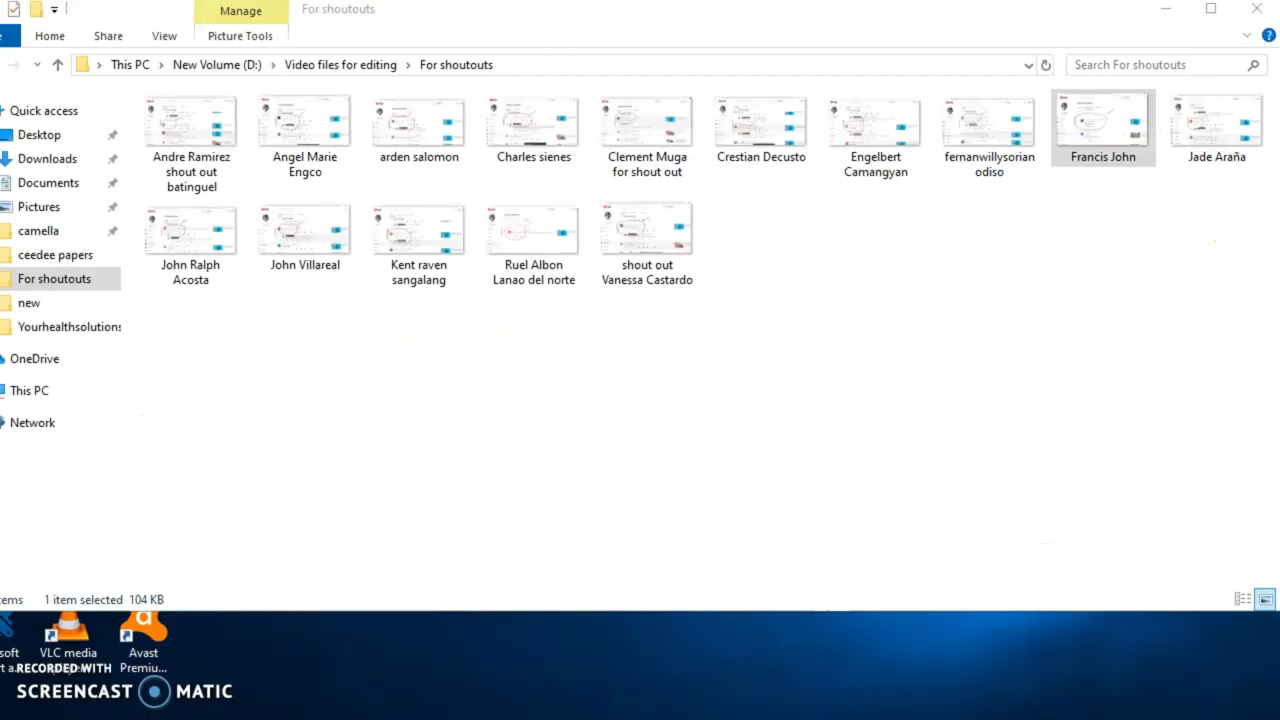 Manage
For shoutouts
Home
Share
View
Picture Tools
This PC
New Volume (D:)
Video files for editing
For shoutouts
Search For shoutouts
Quick access
Desktop
Downloads
Documents
Pictures
camella
ceedee papers
For shoutouts
new
Yourhealthsolutions
OneDrive
This PC
Network
Andre Ramirez
shout out
batinguel
Angel Marie
Engco
arden salomon
Charles sienes
Clement Muga
for shout out
Crestian Decusto
Engelbert
Camangyan
fernanwillysorian
odiso
Francis John
Jade Araña
John Ralph
Acosta
John Villareal
Kent raven
sangalang
Ruel Albon
Lanao del norte
shout out
Vanessa Castardo
tems
1 item selected 104 KB
soft
VLC media
Avast
Premiu...
RECORDED WITH
SCREENCAST MATIC